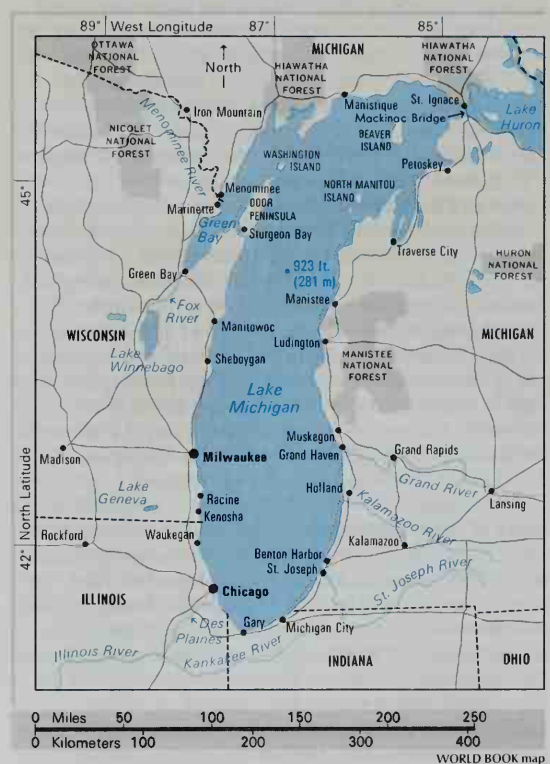 89° West Longitude 87° 85°
OTTAWA
NATIONAL
FOREST
North
MICHIGAN
HIAWATHA
NATIONAL
FOREST
HIAWATHA
NATIONAL
FOREST
Iron Mountain
Manistique
St. Ignace
Mackinac Bridge
Lake
Huron
Menominee River
NICOLET
NATIONAL
FOREST
BEAVER
ISLAND
WASHINGTON
ISLAND
Petoskey
45°
Menominee
NORTH MANITOU
ISLAND
Marinette
DOOR
PENINSULA
Green
Bay
Sturgeon Bay
Traverse City
Green Bay
923 ft.
(281 m)
HURON
NATIONAL
FOREST
Fox
River
Manistee
Manitowoc
WISCONSIN
MICHIGAN
Lake
Winnebago
Ludington
Sheboygan
MANISTEE
NATIONAL
FOREST
Lake
Michigan
Muskegon
Grand Haven
Grand Rapids
Madison
Milwaukee
Grand River
Holland
Lansing
Lake
Geneva
Racine
Kenosha
Kalamazoo River
42° North Latitude
Rockford
Waukegan
Kalamazoo
Benton Harbor
St. Joseph
St. Joseph River
Chicago
ILLINOIS
Des
Plaines
Gary
Michigan City
Illinois River
Kankakee River
INDIANA
OHIO
0 Miles 50 100 150 200 250
0 Kilometers 100 200 300 400
WORLD BOOK map